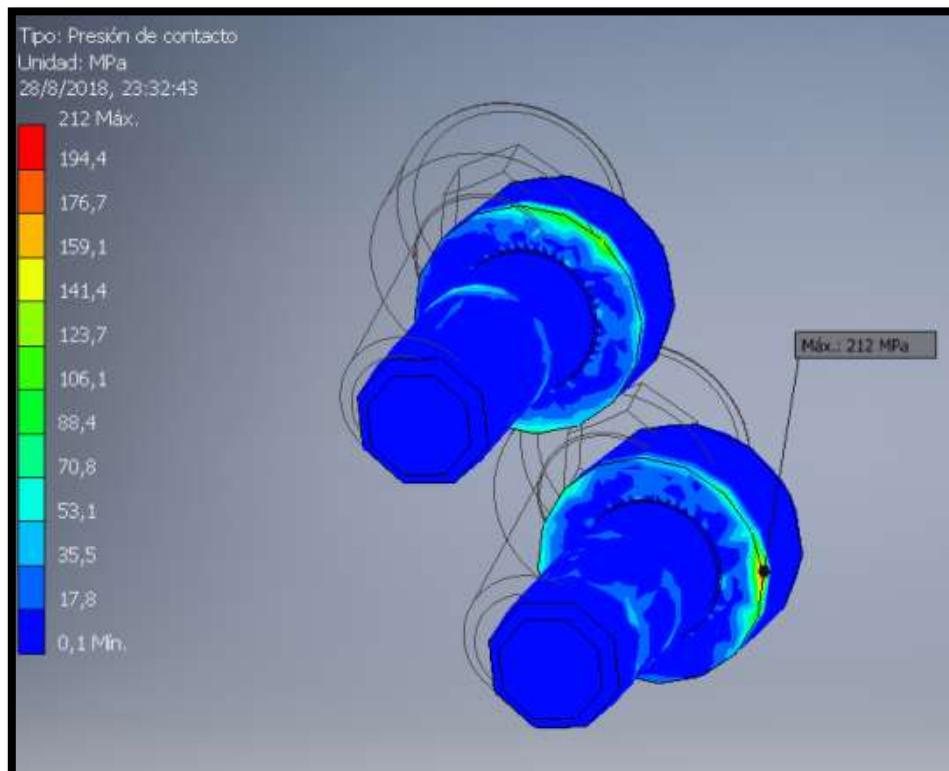 Tipo: Presión de contacto
Unidad: MPa
28/8/2018, 23:32:43
212 Máx.
194,4
176,7
159,1
141,4
123,7
106,1
88,4
70,8
53,1
35,5
17,8
0,1 Mín.
Máx.: 212 MPa